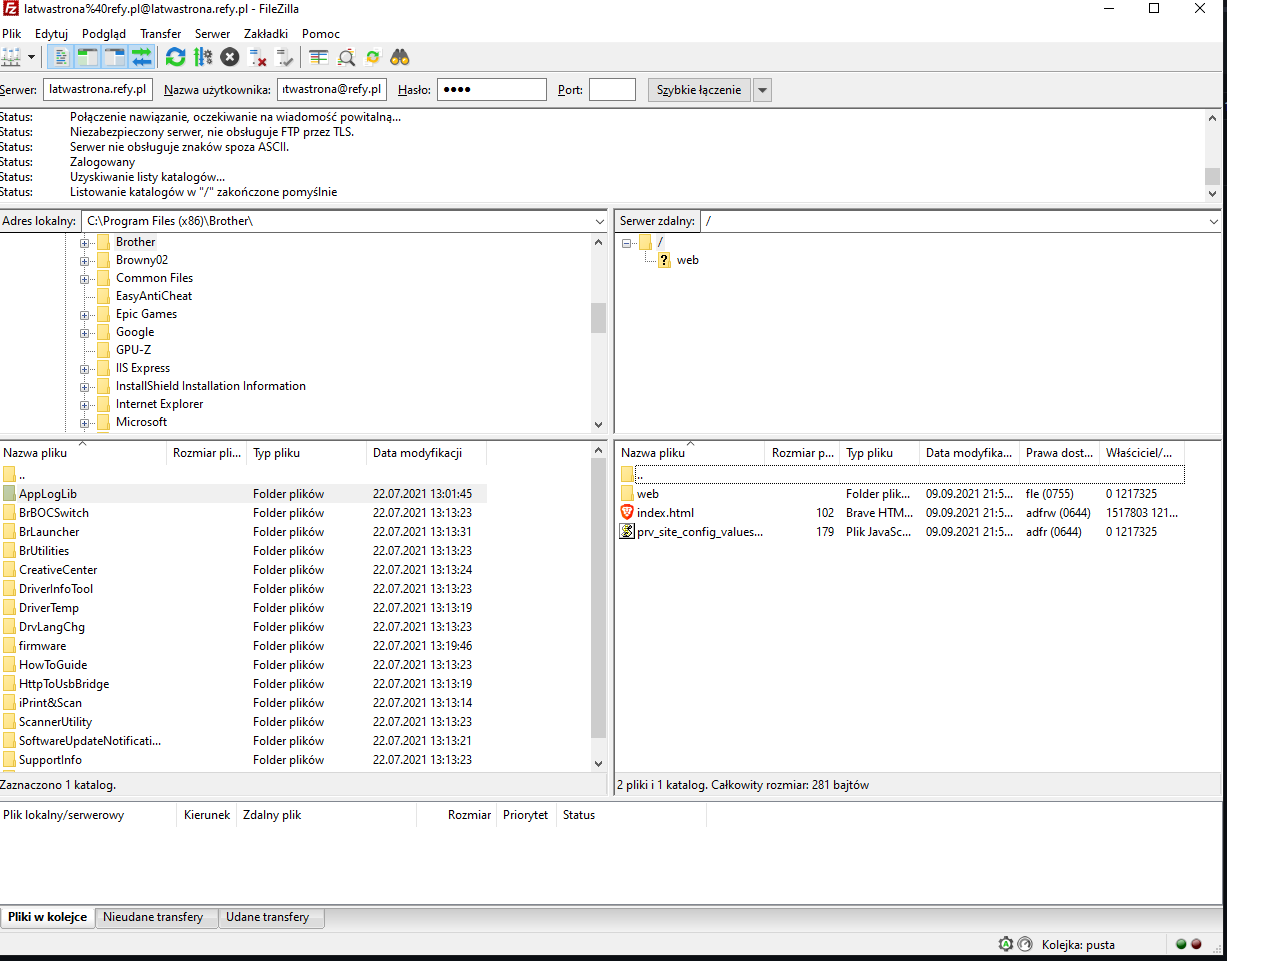 latwastrona%40refy.pl@latwastrona.refy.pl - FileZilla
Plik Edytuj Podgląd Transfer Serwer Zakładki Pomoc
Serwer: latwastrona.refy.pl Nazwa użytkownika: ıtwastrona@refy.pl Hasło: ●●●● Port: Szybkie łączenie
Status: Połączenie nawiązanie, oczekiwanie na wiadomość powitalną...
Status: Niezabezpieczony serwer, nie obsługuje FTP przez TLS.
Status: Serwer nie obsługuje znaków spoza ASCII.
Status: Zalogowany
Status: Uzyskiwanie listy katalogów...
Status: Listowanie katalogów w "/" zakończone pomyślnie
Adres lokalny: C:\Program Files (x86)\Brother\
Brother
Browny02
Common Files
EasyAntiCheat
Epic Games
Google
GPU-Z
IIS Express
InstallShield Installation Information
Internet Explorer
Microsoft
Serwer zdalny: /
/
? web
Nazwa pliku Rozmiar pli... Typ pliku Data modyfikacji
..
AppLogLib Folder plików 22.07.2021 13:01:45
BrBOCSwitch Folder plików 22.07.2021 13:13:23
BrLauncher Folder plików 22.07.2021 13:13:31
BrUtilities Folder plików 22.07.2021 13:13:23
CreativeCenter Folder plików 22.07.2021 13:13:24
DriverInfoTool Folder plików 22.07.2021 13:13:23
DriverTemp Folder plików 22.07.2021 13:13:19
DrvLangChg Folder plików 22.07.2021 13:13:23
firmware Folder plików 22.07.2021 13:19:46
HowToGuide Folder plików 22.07.2021 13:13:23
HttpToUsbBridge Folder plików 22.07.2021 13:13:19
iPrint&Scan Folder plików 22.07.2021 13:13:14
ScannerUtility Folder plików 22.07.2021 13:13:23
SoftwareUpdateNotificati... Folder plików 22.07.2021 13:13:21
SupportInfo Folder plików 22.07.2021 13:13:23
Zaznaczono 1 katalog.
Nazwa pliku Rozmiar p... Typ pliku Data modyfika... Prawa dost... Właściciel/...
..
web Folder plik... 09.09.2021 21:5... fle (0755) 0 1217325
index.html 102 Brave HTM... 09.09.2021 21:5... adfrw (0644) 1517803 121...
prv_site_config_values... 179 Plik JavaSc... 09.09.2021 21:5... adfr (0644) 0 1217325
2 pliki i 1 katalog. Całkowity rozmiar: 281 bajtów
Plik lokalny/serwerowy Kierunek Zdalny plik Rozmiar Priorytet Status
Pliki w kolejce Nieudane transfery Udane transfery
Kolejka: pusta